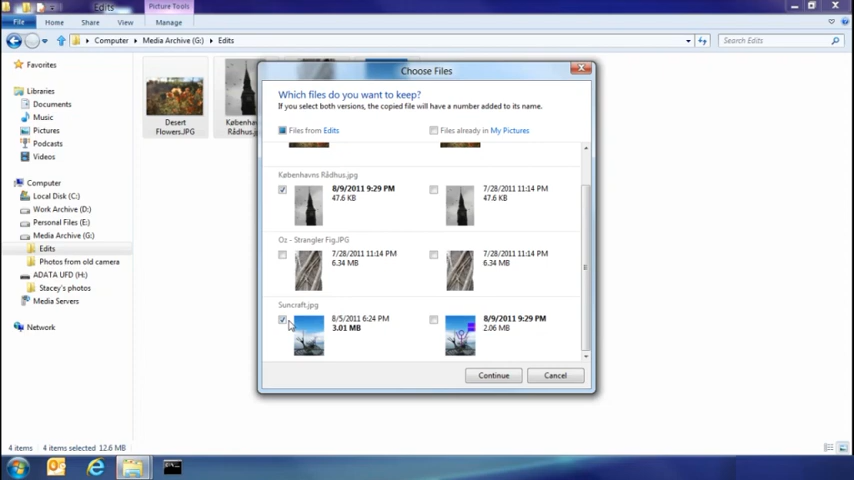 Edits
Picture Tools
File
Home
Share
View
Manage
Computer
Media Archive (G:)
Edits
Search Edits
Favorites
Libraries
Documents
Music
Pictures
Podcasts
Videos
Computer
Local Disk (C:)
Work Archive (D:)
Personal Files (E:)
Media Archive (G:)
Edits
Photos from old camera
ADATA UFD (H:)
Stacey's photos
Media Servers
Network
Desert
Flowers.JPG
Københavns
Rådhus.jpg
Choose Files
Which files do you want to keep?
If you select both versions, the copied file will have a number added to its name.
Files from Edits
Files already in My Pictures
Københavns Rådhus.jpg
8/9/2011 9:29 PM
47.6 KB
7/28/2011 11:14 PM
47.6 KB
Oz - Strangler Fig.JPG
7/28/2011 11:14 PM
6.34 MB
7/28/2011 11:14 PM
6.34 MB
Suncraft.jpg
8/5/2011 6:24 PM
3.01 MB
8/9/2011 9:29 PM
2.06 MB
Continue
Cancel
4 items
4 items selected 12.6 MB